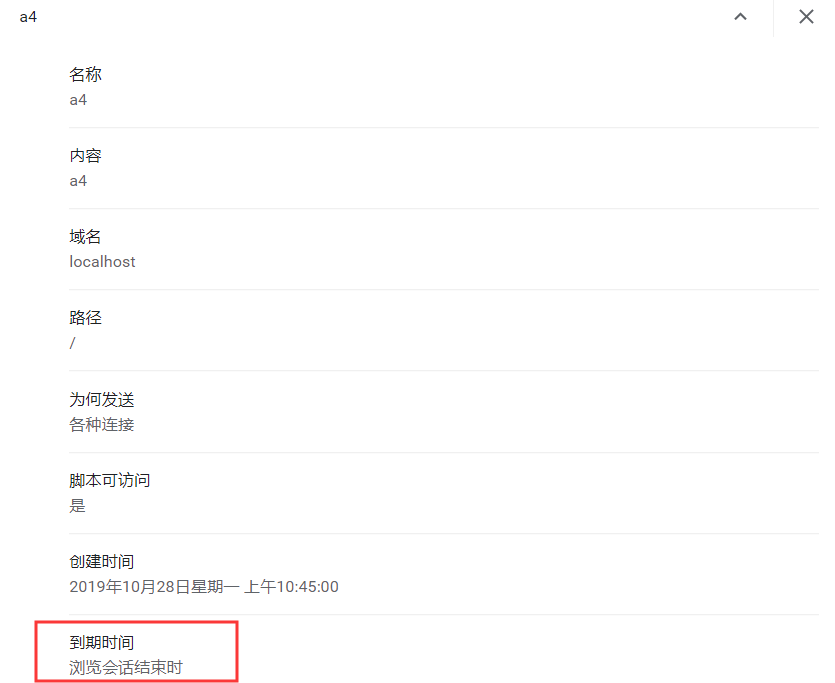 a4
名称
a4
内容
a4
域名
localhost
路径
/
为何发送
各种连接
脚本可访问
是
创建时间
2019年10月28日星期一 上午10:45:00
到期时间
浏览会话结束时